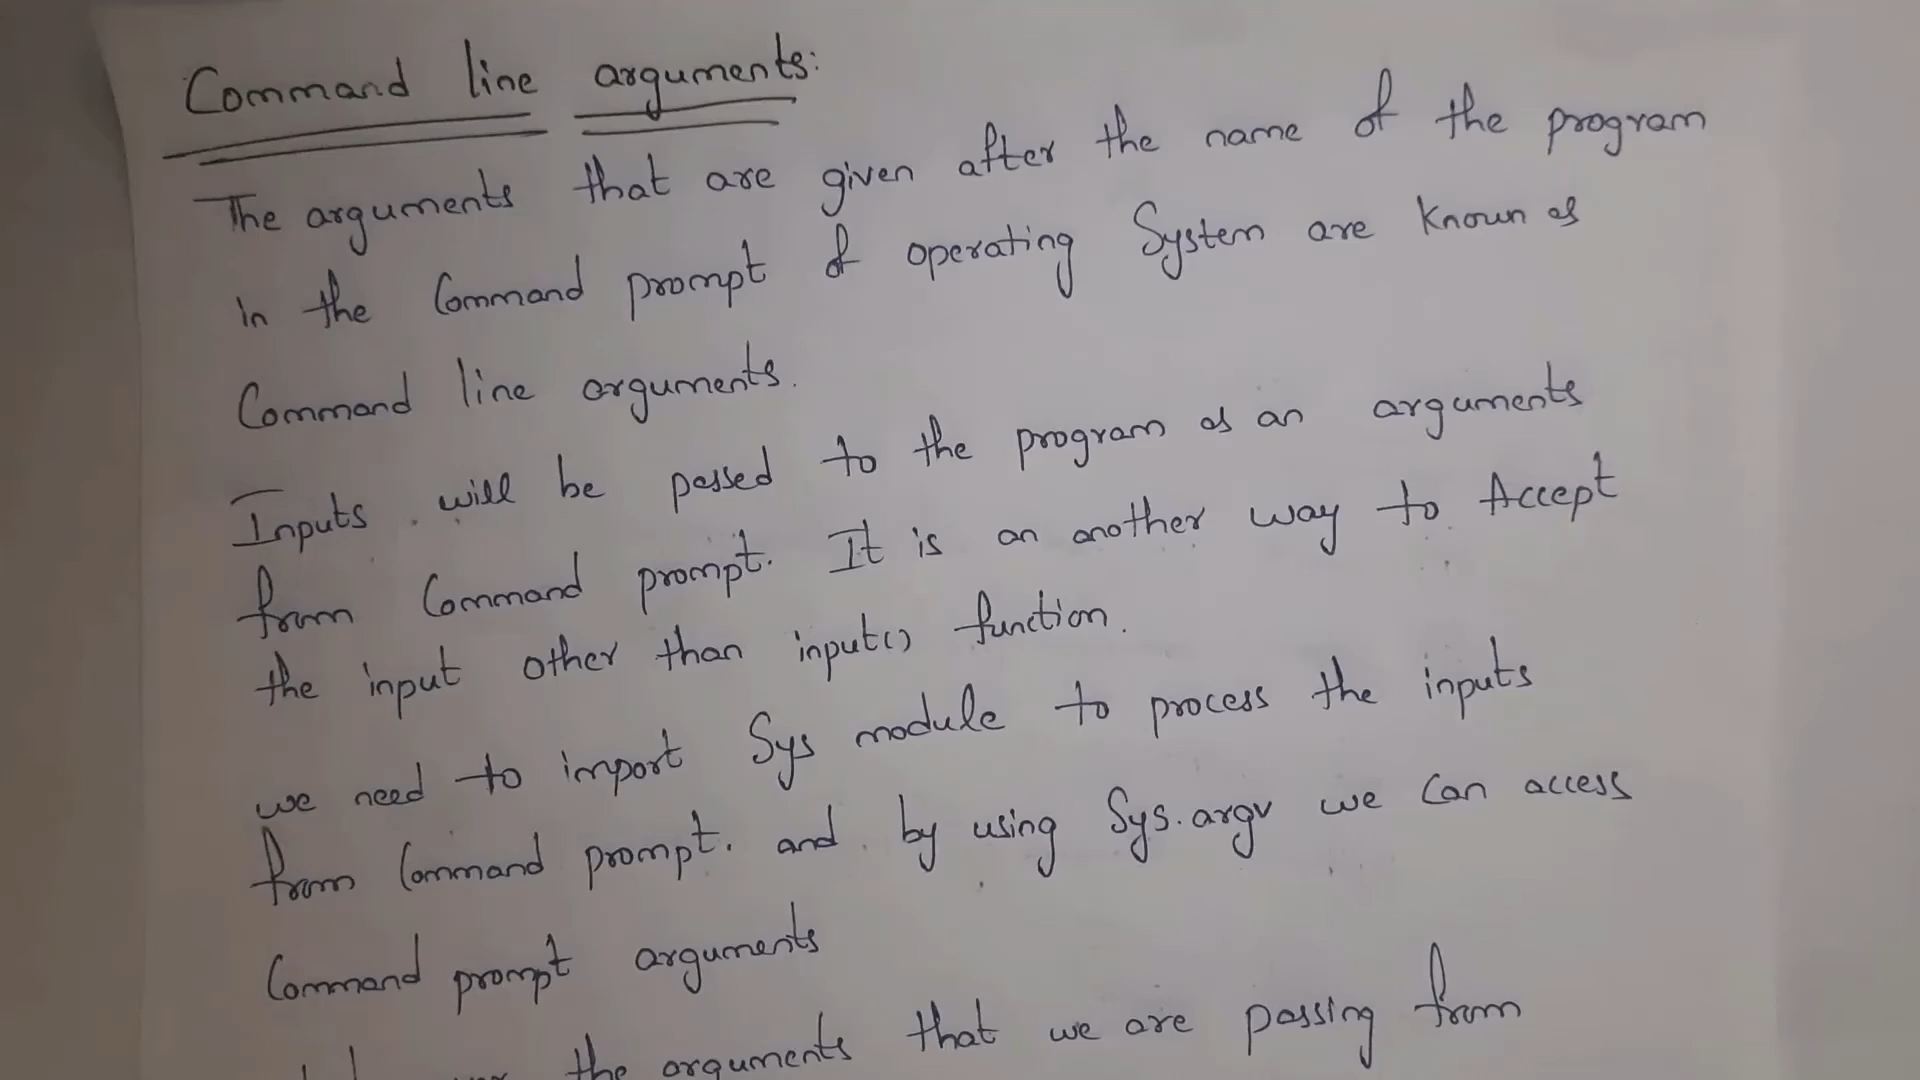 Command line arguments:
The arguments that are given after the name of the program
in the Command prompt of operating System are known as
Command line arguments.
Inputs will be passed to the program as an arguments
from Command prompt. It is an another way to Accept
the input other than input() function.
we need to import Sys module to process the inputs
from Command prompt. and by using Sys.argv we Can access
Command prompt arguments
the arguments that we are passing from